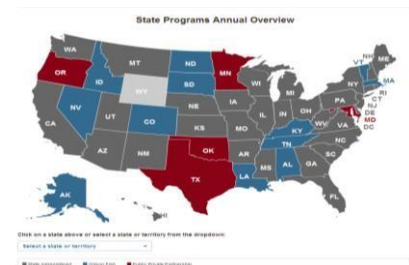 State Programs Annual Overview
WA
MT
ND
MN
OR
ID
SD
WI
MI
NY
VT
NH
ME
MA
RI
CT
NJ
DE
MD
DC
WY
NE
IA
PA
NV
UT
CO
KS
MO
IL
IN
OH
WV
VA
KY
CA
AZ
NM
OK
AR
TN
NC
SC
TX
LA
MS
AL
GA
FL
AK
HI
Click on a state above or select a state or territory from the dropdown:
Select a state or territory